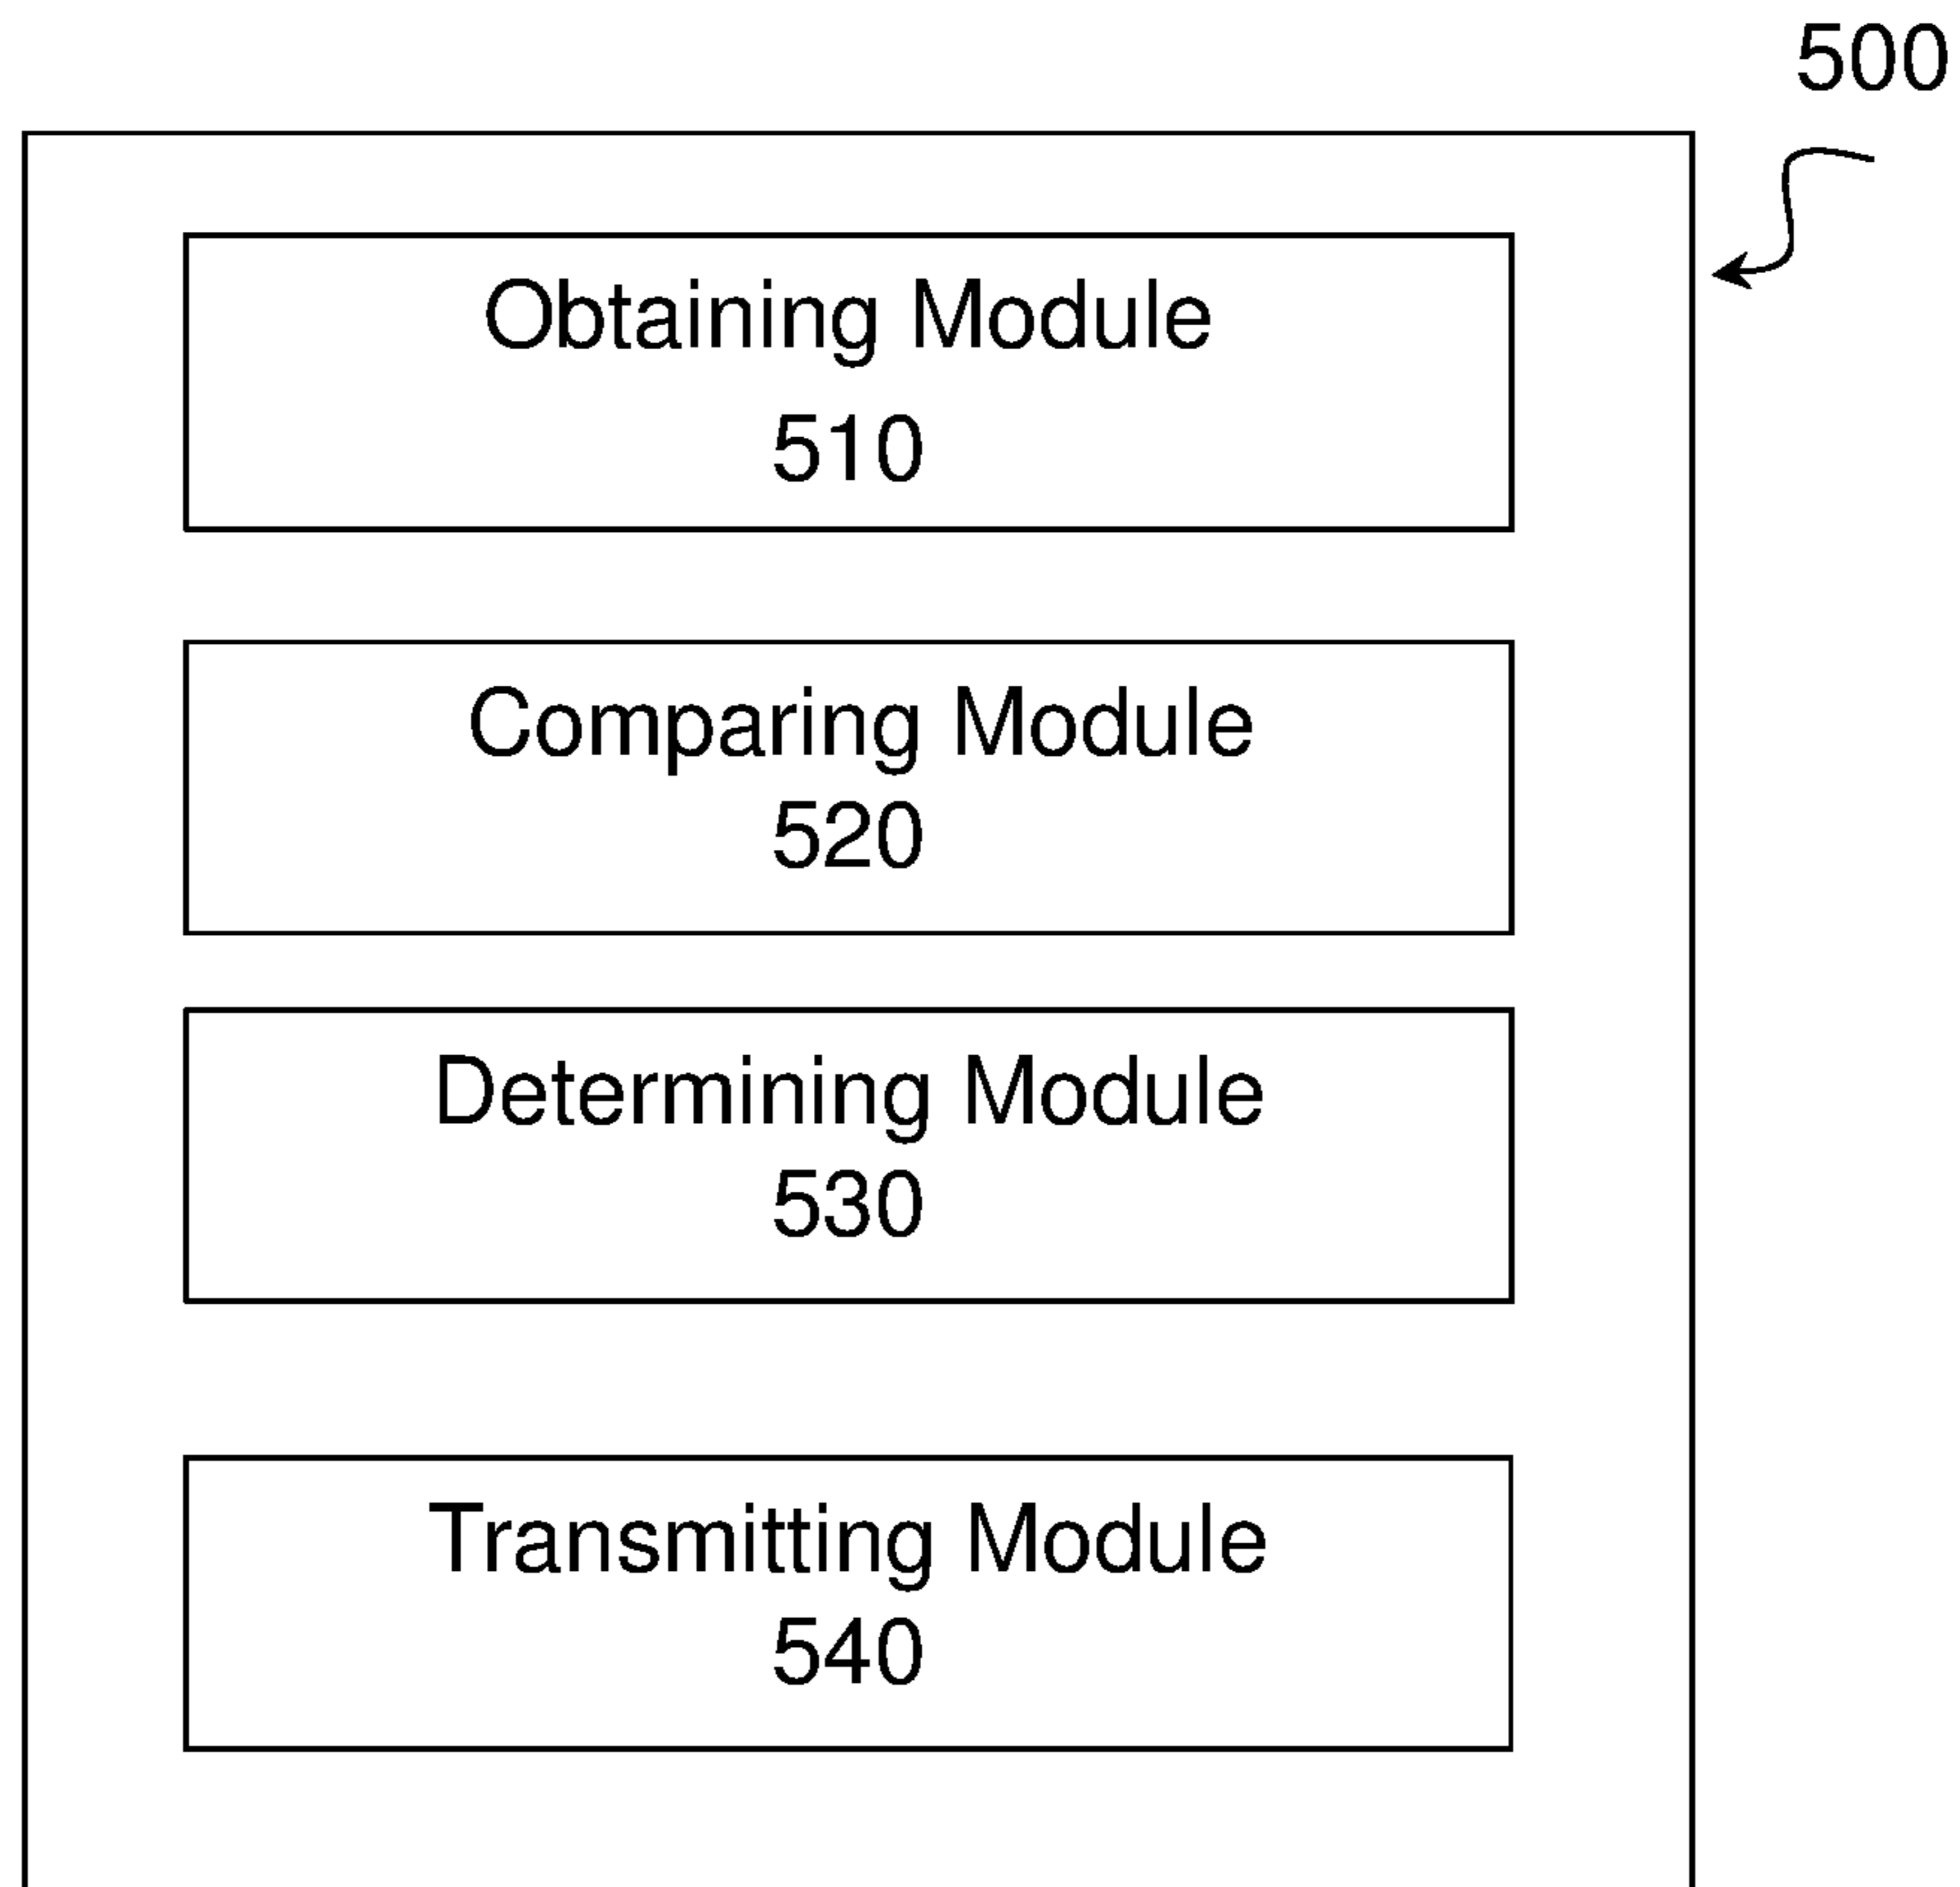 500
Obtaining Module
510
Comparing Module
520
Determining Module
530
Transmitting Module
540